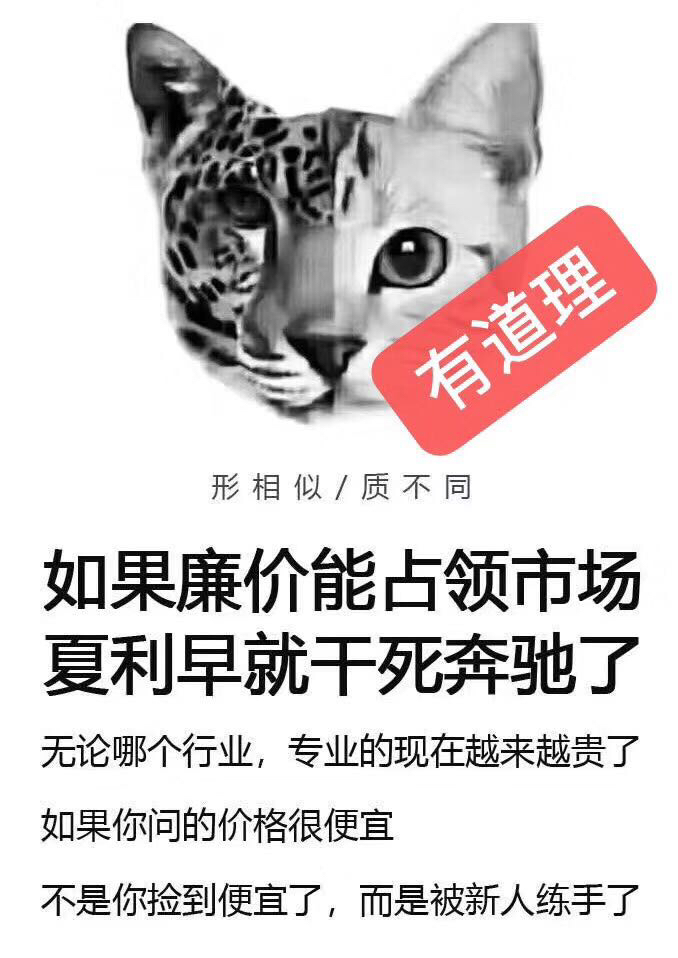 有道理
形相似/质不同
如果廉价能占领市场
夏利早就干死奔驰了
无论哪个行业，专业的现在越来越贵了
如果你问的价格很便宜
不是你捡到便宜了，而是被新人练手了